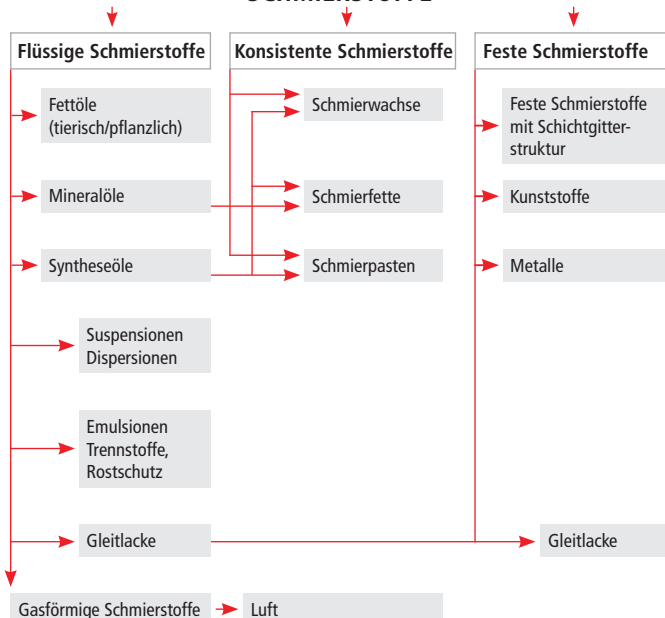 SCHMIERSTOFFE
Flüssige Schmierstoffe
Konsistente Schmierstoffe
Feste Schmierstoffe
Fettöle
(tierisch/pflanzlich)
Schmierwachse
Feste Schmierstoffe
mit Schichtgitter-
struktur
Mineralöle
Schmierfette
Kunststoffe
Syntheseöle
Schmierpasten
Metalle
Suspensionen
Dispersionen
Emulsionen
Trennstoffe,
Rostschutz
Gleitlacke
Gleitlacke
Gasförmige Schmierstoffe
Luft